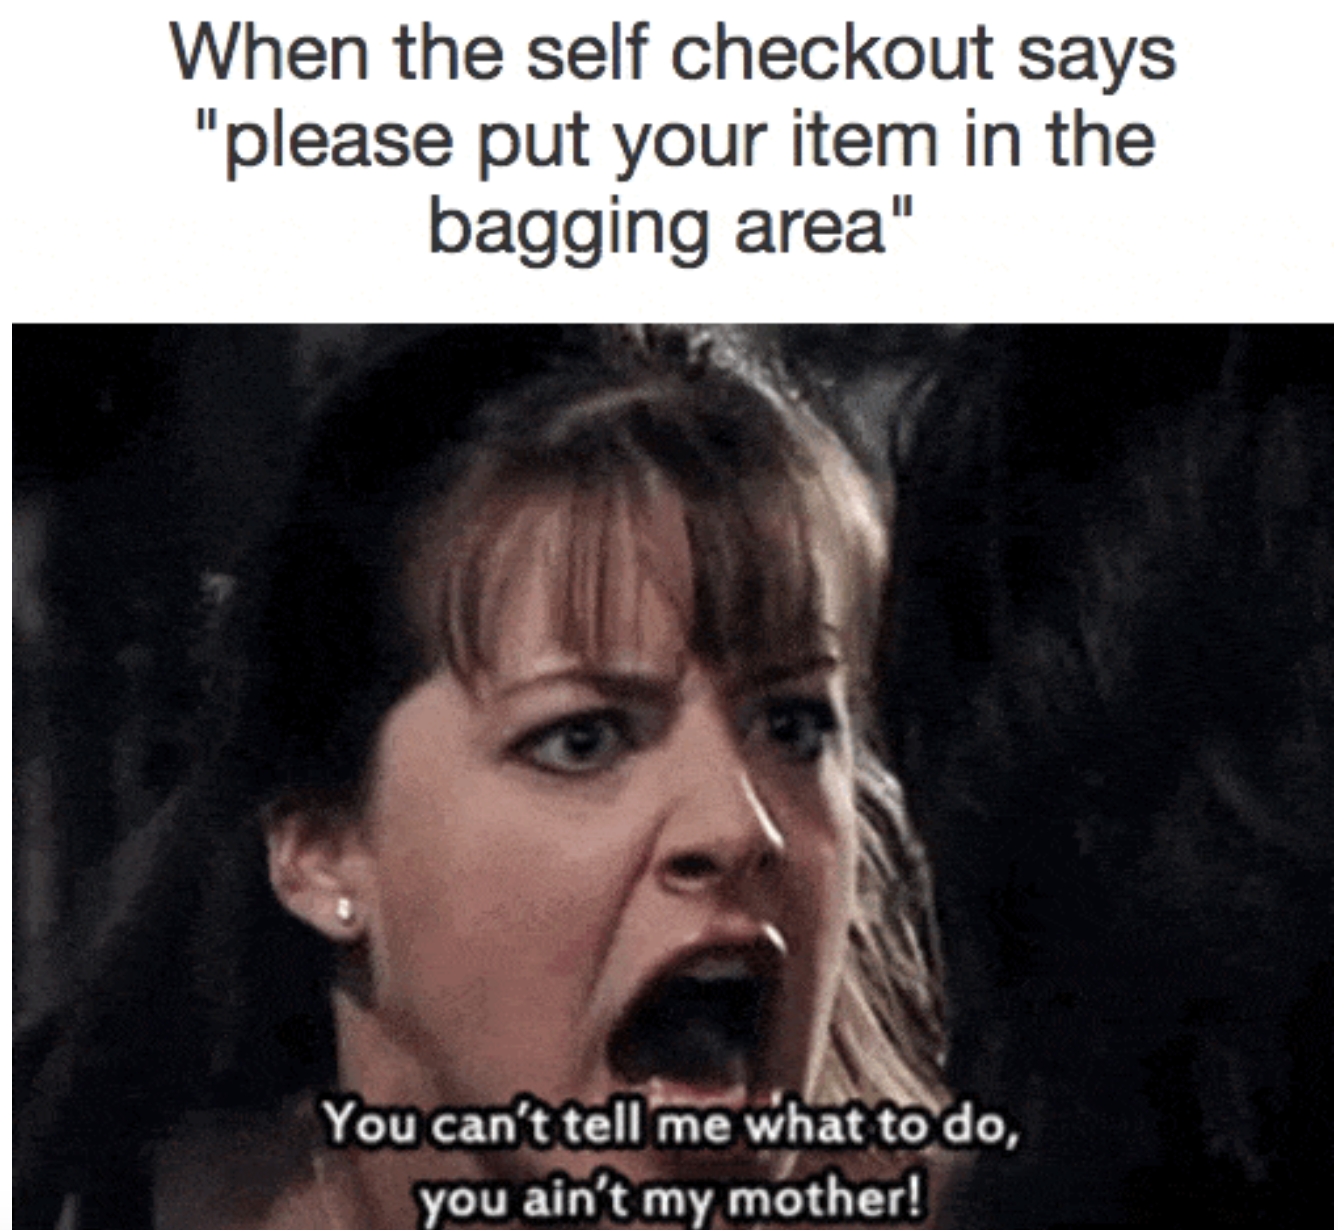 When the self checkout says
"please put your item in the
bagging area"
You can't tell me what to do,
you ain't my mother!